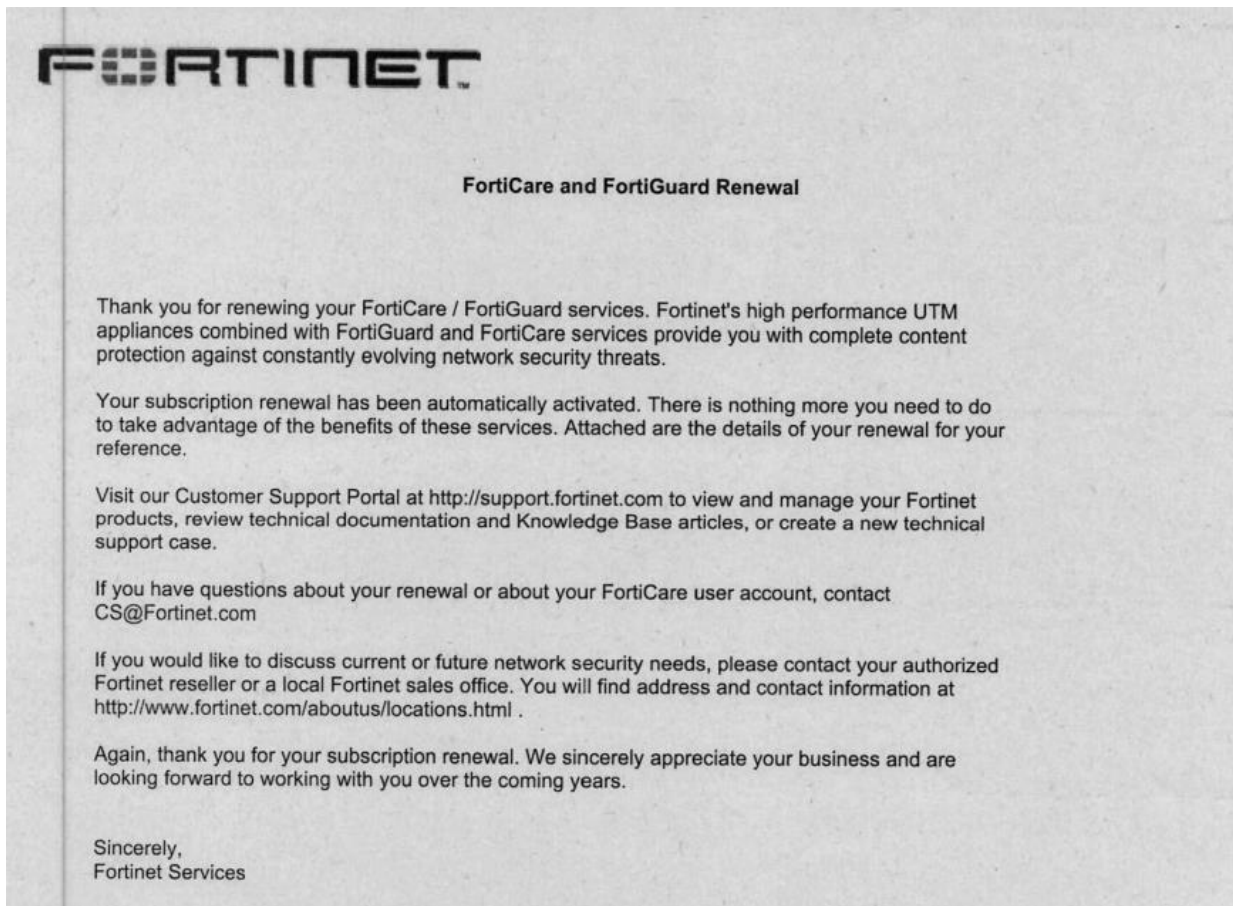 FORTINET™
FortiCare and FortiGuard Renewal
Thank you for renewing your FortiCare / FortiGuard services. Fortinet's high performance UTM
appliances combined with FortiGuard and FortiCare services provide you with complete content
protection against constantly evolving network security threats.
Your subscription renewal has been automatically activated. There is nothing more you need to do
to take advantage of the benefits of these services. Attached are the details of your renewal for your
reference.
Visit our Customer Support Portal at http://support.fortinet.com to view and manage your Fortinet
products, review technical documentation and Knowledge Base articles, or create a new technical
support case.
If you have questions about your renewal or about your FortiCare user account, contact
CS@Fortinet.com
If you would like to discuss current or future network security needs, please contact your authorized
Fortinet reseller or a local Fortinet sales office. You will find address and contact information at
http://www.fortinet.com/aboutus/locations.html .
Again, thank you for your subscription renewal. We sincerely appreciate your business and are
looking forward to working with you over the coming years.
Sincerely,
Fortinet Services